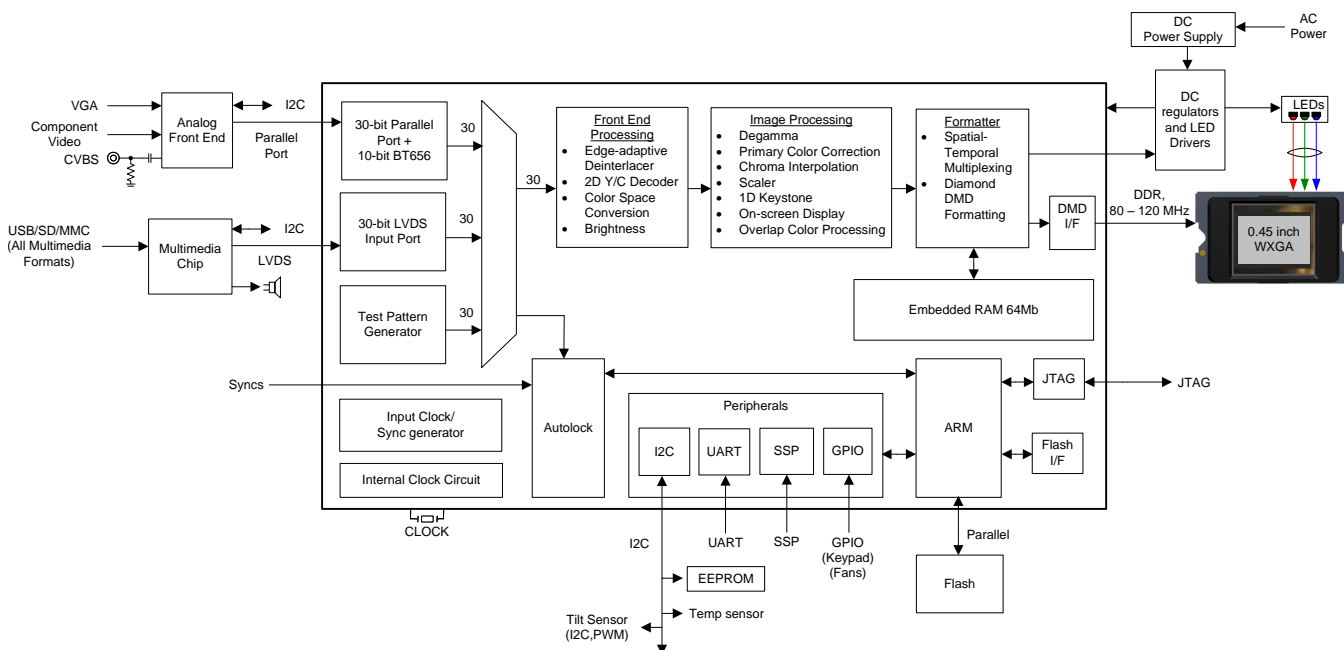 DC
Power Supply
AC
Power
VGA
Component
Video
CVBS
Analog
Front End
I2C
Parallel
Port
30-bit Parallel
Port +
10-bit BT656
30
30
Front End
Processing
• Edge-adaptive
Deinterlacer
• 2D Y/C Decoder
• Color Space
Conversion
• Brightness
Image Processing
• Degamma
• Primary Color Correction
• Chroma Interpolation
• Scaler
• 1D Keystone
• On-screen Display
• Overlap Color Processing
Formatter
• Spatial-
Temporal
Multiplexing
• Diamond
DMD
Formatting
DC
regulators
and LED
Drivers
LEDs
DMD
I/F
DDR,
80 – 120 MHz
0.45 inch
WXGA
USB/SD/MMC
(All Multimedia
Formats)
Multimedia
Chip
I2C
LVDS
30-bit LVDS
Input Port
30
Test Pattern
Generator
30
Embedded RAM 64Mb
Syncs
Input Clock/
Sync generator
Internal Clock Circuit
CLOCK
Autolock
Peripherals
I2C
UART
SSP
GPIO
ARM
JTAG
JTAG
Flash
I/F
I2C
UART
SSP
GPIO
(Keypad)
(Fans)
Parallel
Flash
EEPROM
Temp sensor
Tilt Sensor
(I2C,PWM)